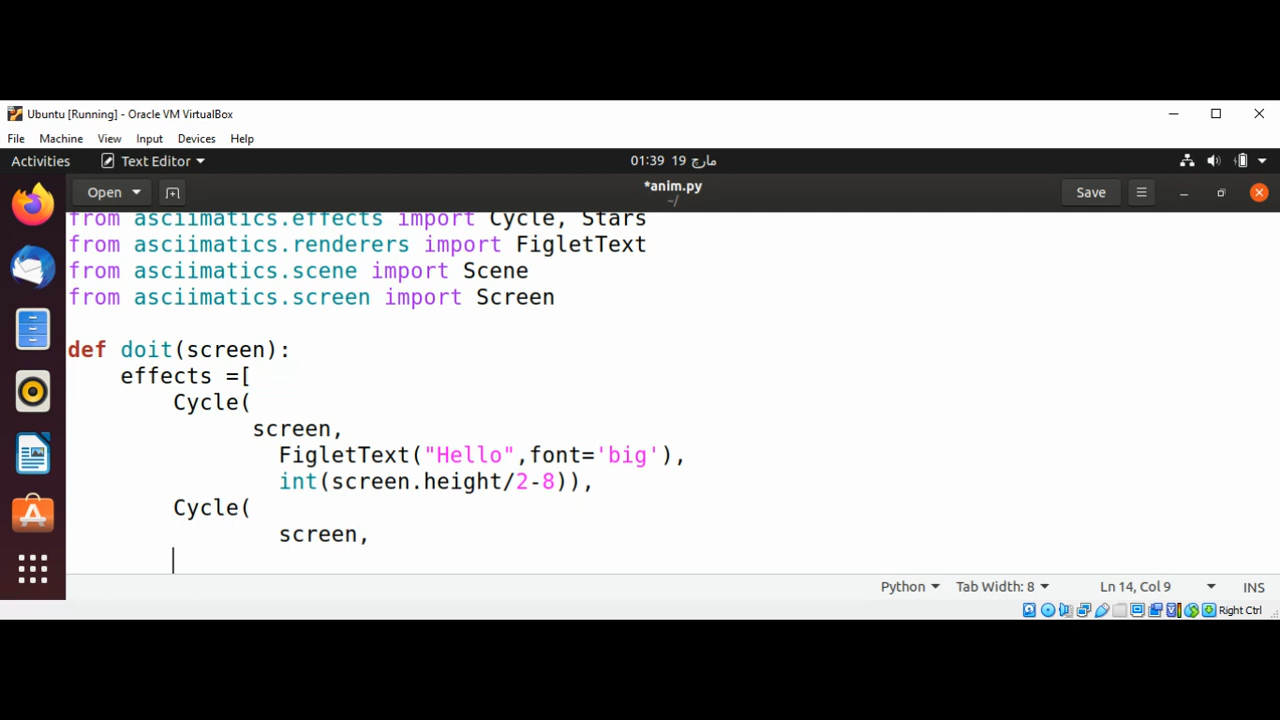 Ubuntu [Running] - Oracle VM VirtualBox
File Machine View Input Devices Help
Activities Text Editor 01:39 19 مارچ
Open *anim.py Save
~/
from asciimatics.effects import Cycle, Stars
from asciimatics.renderers import FigletText
from asciimatics.scene import Scene
from asciimatics.screen import Screen
def doit(screen):
effects =[
Cycle(
screen,
FigletText("Hello",font='big'),
int(screen.height/2-8)),
Cycle(
screen,
Python Tab Width: 8 Ln 14, Col 9 INS
Right Ctrl